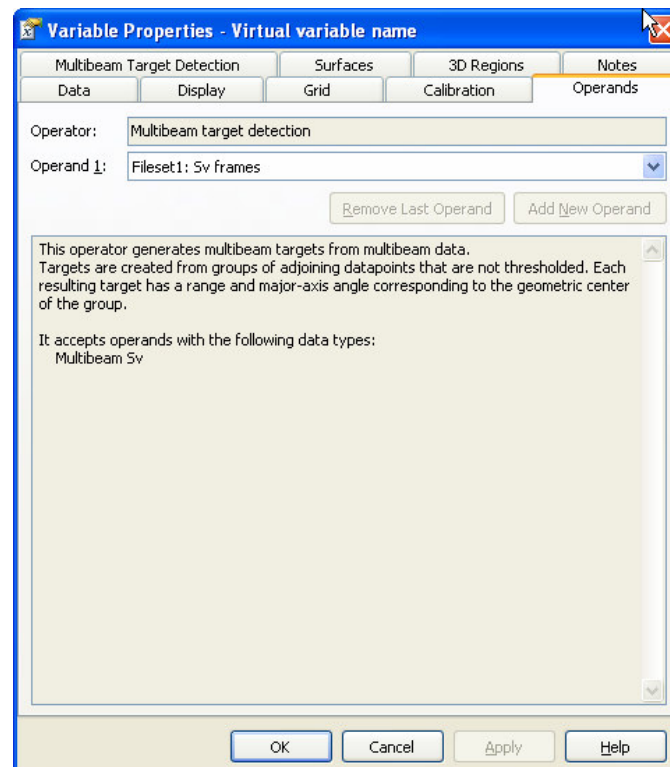 Variable Properties - Virtual variable name
Multibeam Target Detection Surfaces 3D Regions Notes
Data Display Grid Calibration Operands
Operator: Multibeam target detection
Operand 1: Fileset1: Sv frames
Remove Last Operand Add New Operand
This operator generates multibeam targets from multibeam data.
Targets are created from groups of adjoining datapoints that are not thresholded. Each
resulting target has a range and major-axis angle corresponding to the geometric center
of the group.
It accepts operands with the following data types:
Multibeam Sv
OK Cancel Apply Help